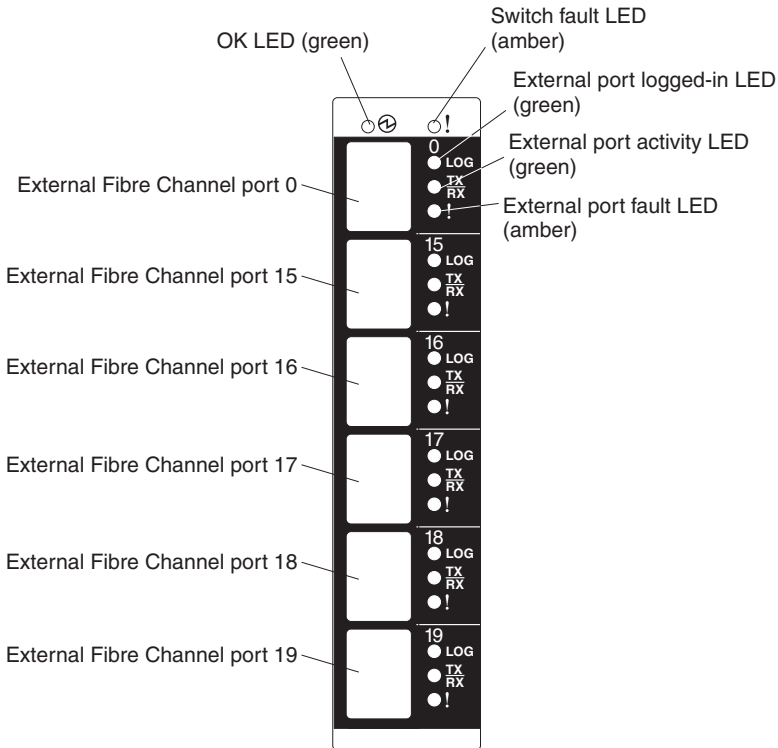 Switch fault LED
(amber)
OK LED (green)
External port logged-in LED
(green)
!
0
LOG
External port activity LED
(green)
TX
RX
External Fibre Channel port 0
!
External port fault LED
(amber)
15
LOG
External Fibre Channel port 15
TX
RX
!
16
LOG
External Fibre Channel port 16
TX
RX
!
17
LOG
External Fibre Channel port 17
TX
RX
!
18
LOG
External Fibre Channel port 18
TX
RX
!
19
LOG
External Fibre Channel port 19
TX
RX
!